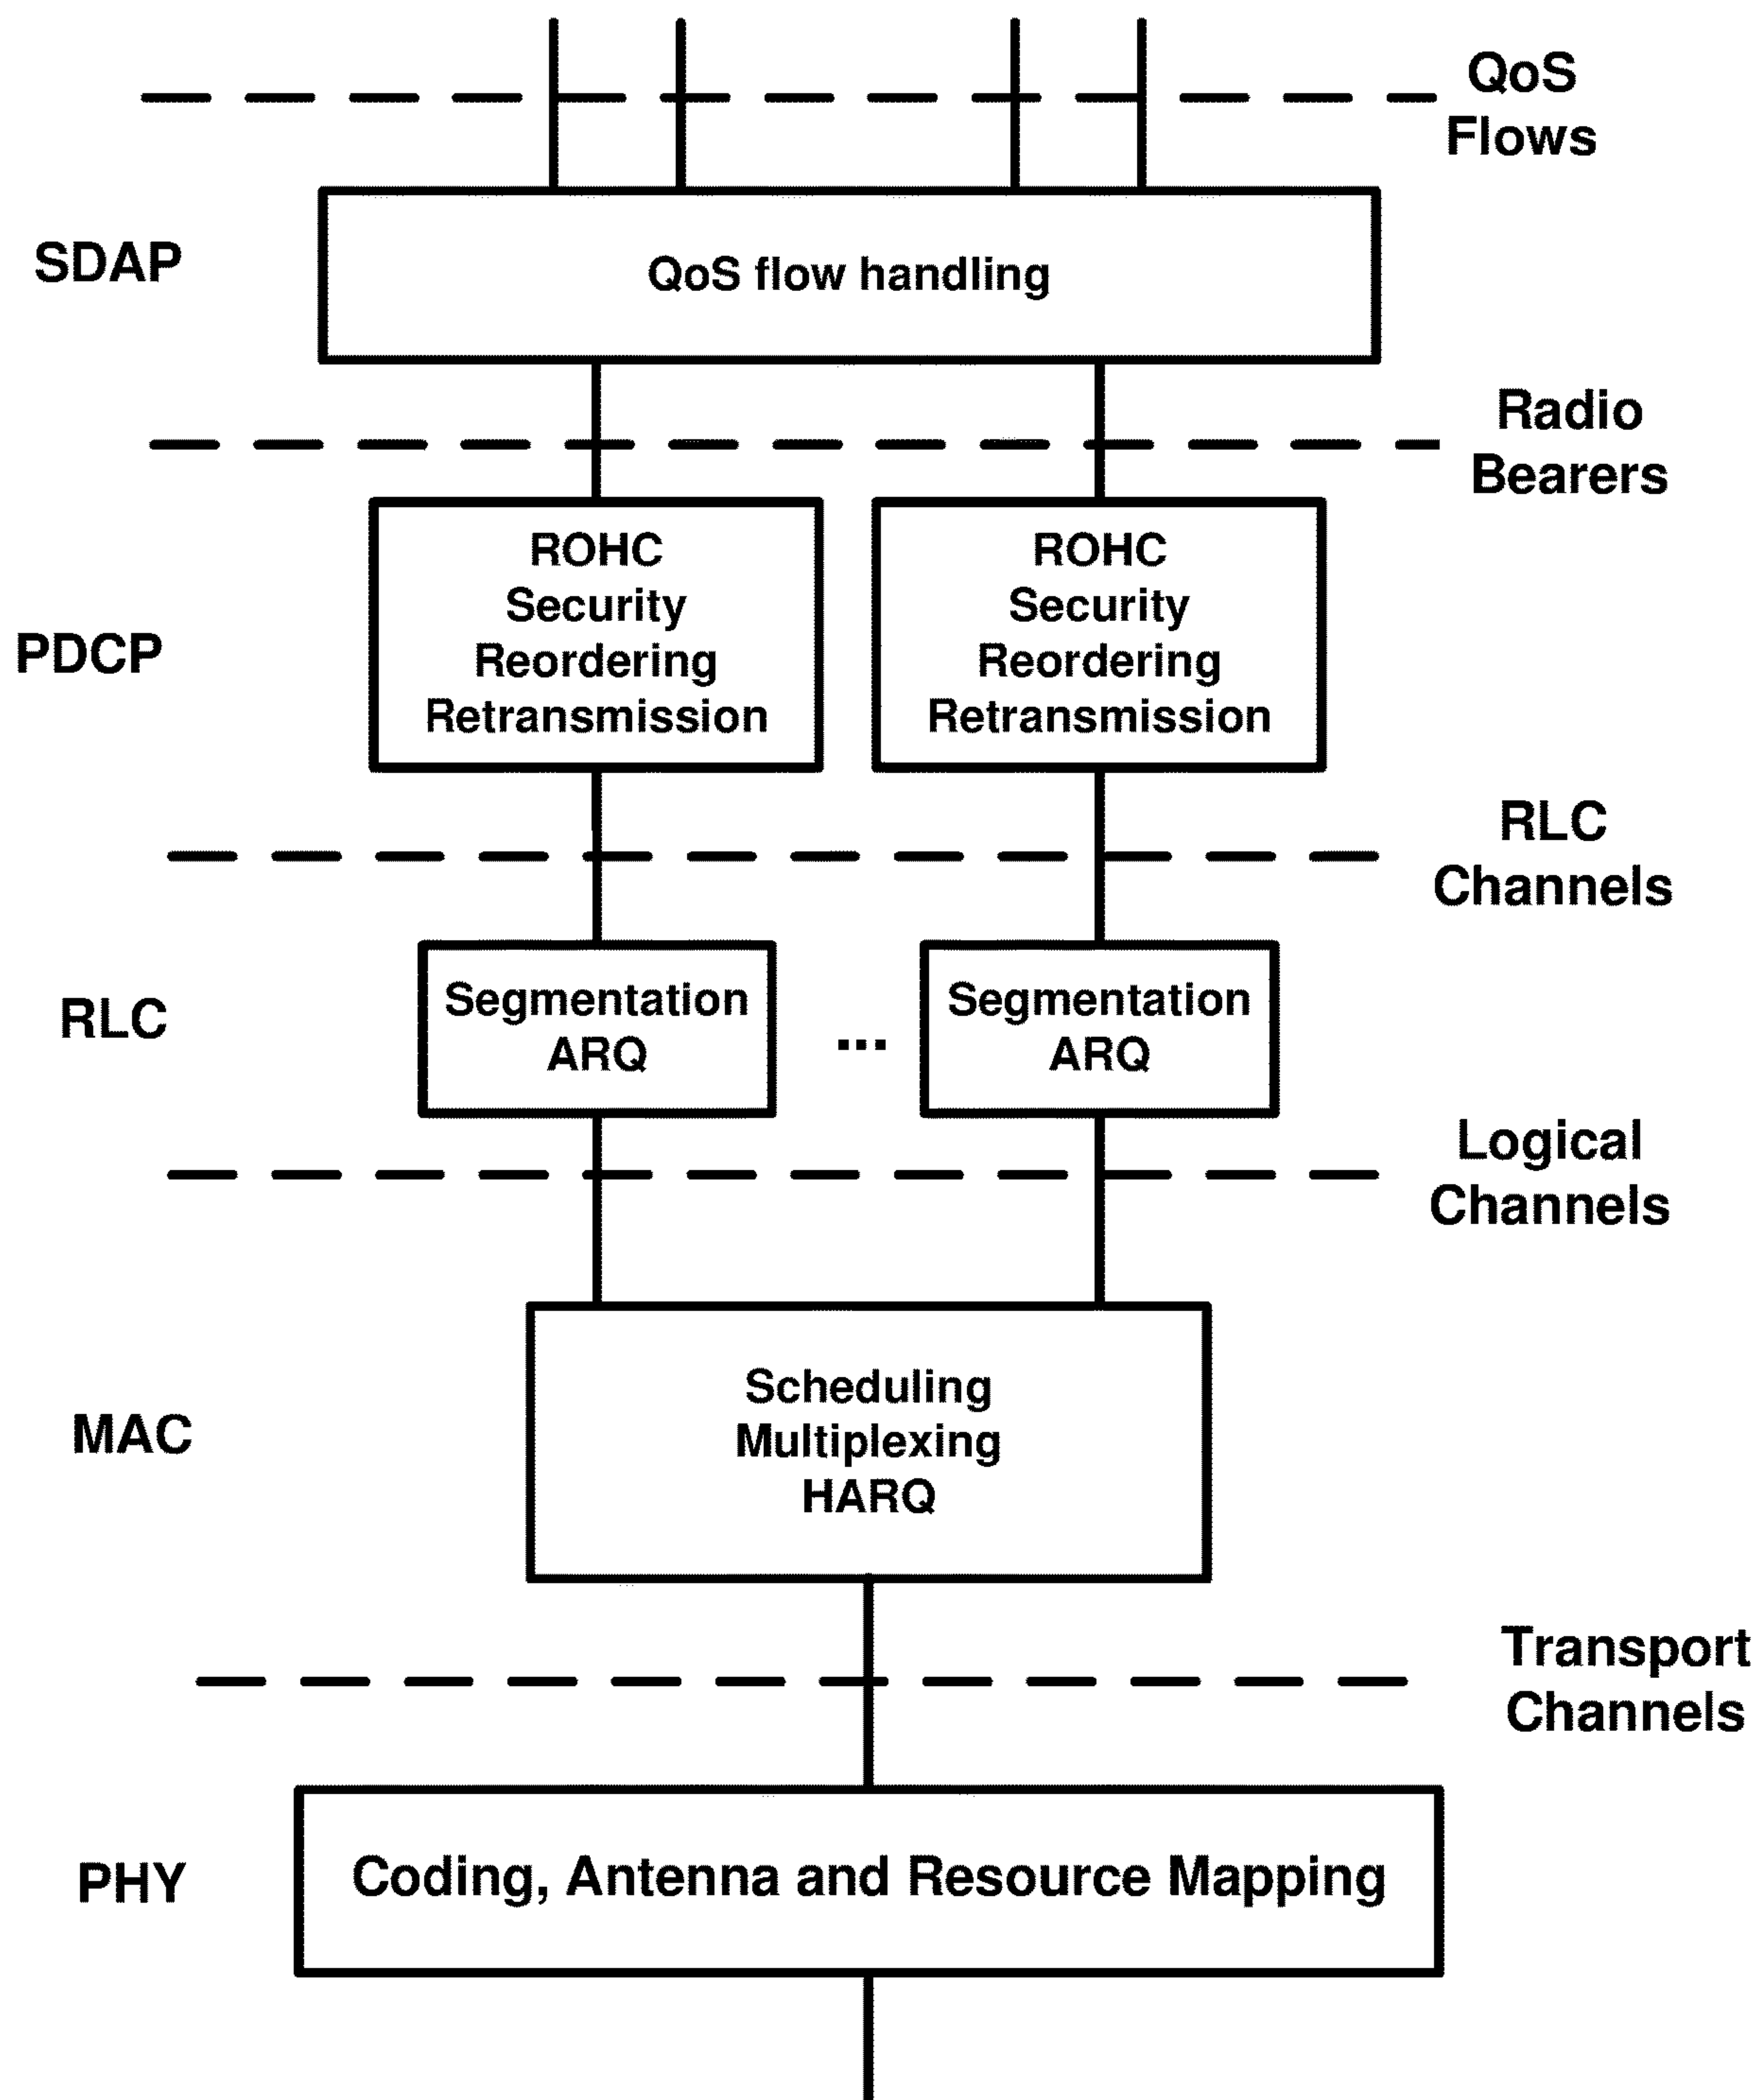 QoS
Flows
SDAP
QoS flow handling
Radio
Bearers
PDCP
ROHC
Security
Reordering
Retransmission
ROHC
Security
Reordering
Retransmission
RLC
Channels
RLC
Segmentation
ARQ
...
Segmentation
ARQ
Logical
Channels
MAC
Scheduling
Multiplexing
HARQ
Transport
Channels
PHY
Coding, Antenna and Resource Mapping